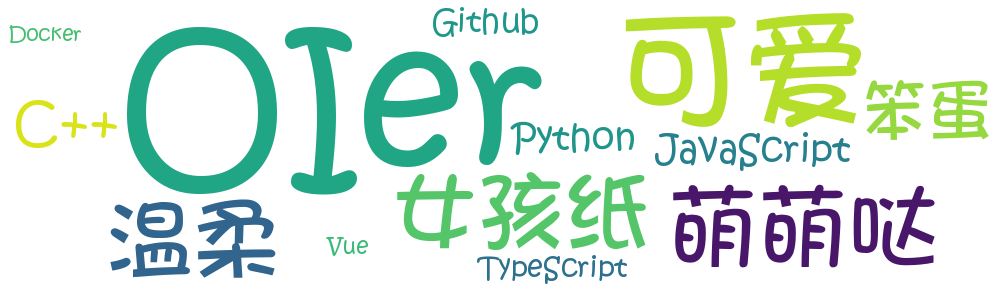 Docker
Github
OIer
可爱
笨蛋
C++
Python
JavaScript
温柔
女孩纸
萌萌哒
Vue
TypeScript